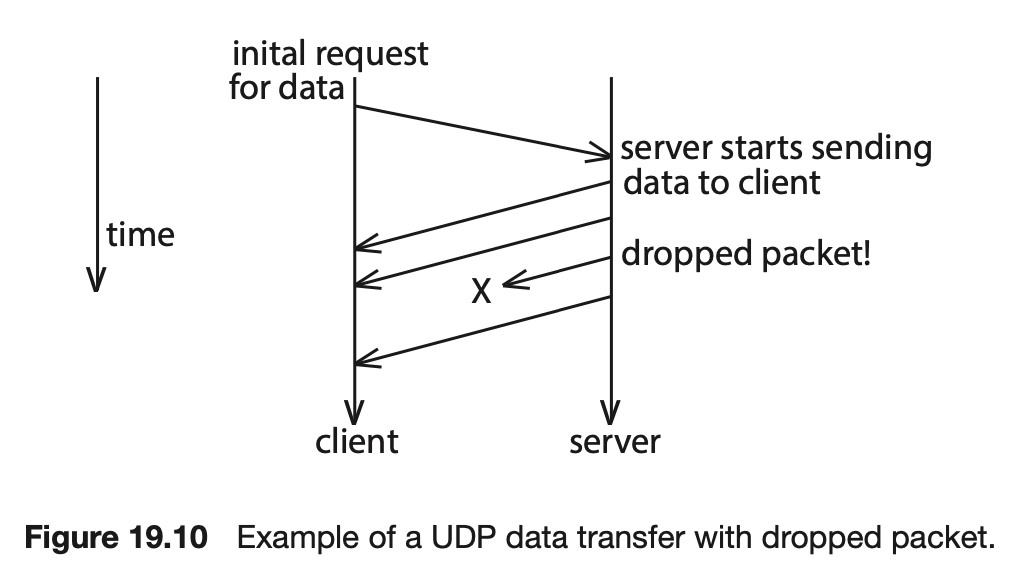 inital request
for data
server starts sending
data to client
time
dropped packet!
X
client
server
Figure 19.10 Example of a UDP data transfer with dropped packet.